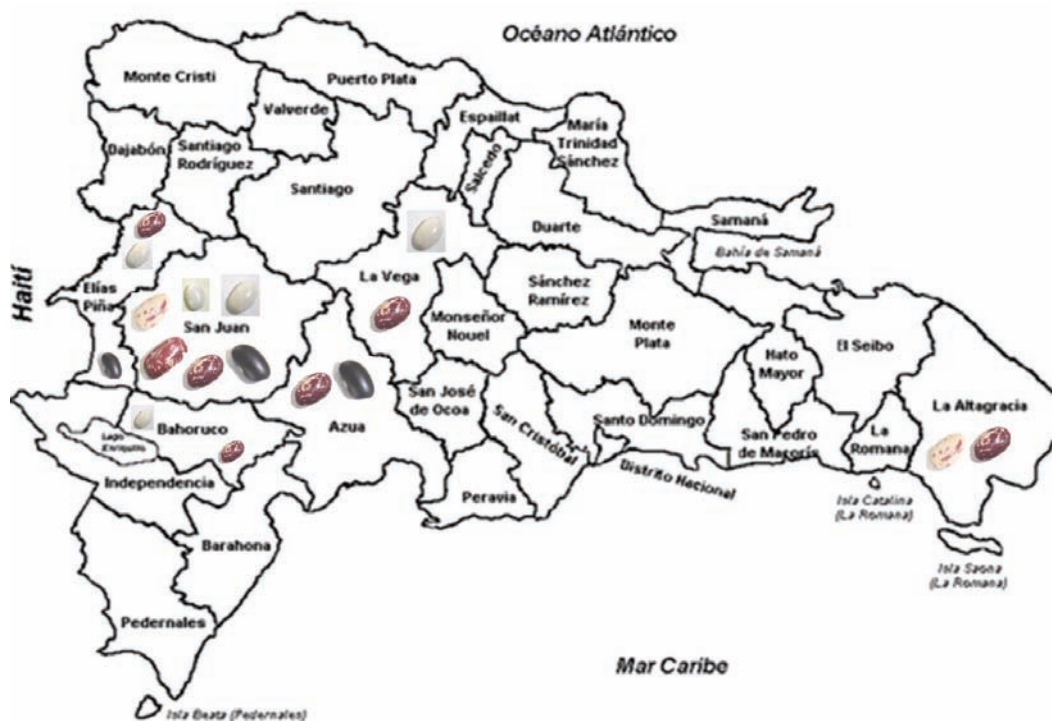 Océano Atlántico
Monte Cristi
Puerto Plata
Valverde
Espaillat
María
Trinidad
Sánchez
Dajabón
Santiago
Rodríguez
Salcedo
Santiago
Samaná
Duarte
Bahía de Samaná
Haití
Elías
Piña
La Vega
Sánchez
Ramírez
San Juan
Monseñor
Nouel
Monte
Plata
El Seibo
Hato
Mayor
San José
de Ocoa
La Altagracia
Santo Domingo
Bahoruco
Azua
San Cristóbal
San Pedro
de Macorís
La
Romana
Lago
Enriquillo
Distrito Nacional
Independencia
Peravia
Isla Catalina
(La Romana)
Barahona
Isla Saona
(La Romana)
Pedernales
Mar Caribe
Isla Beata (Pedernales)